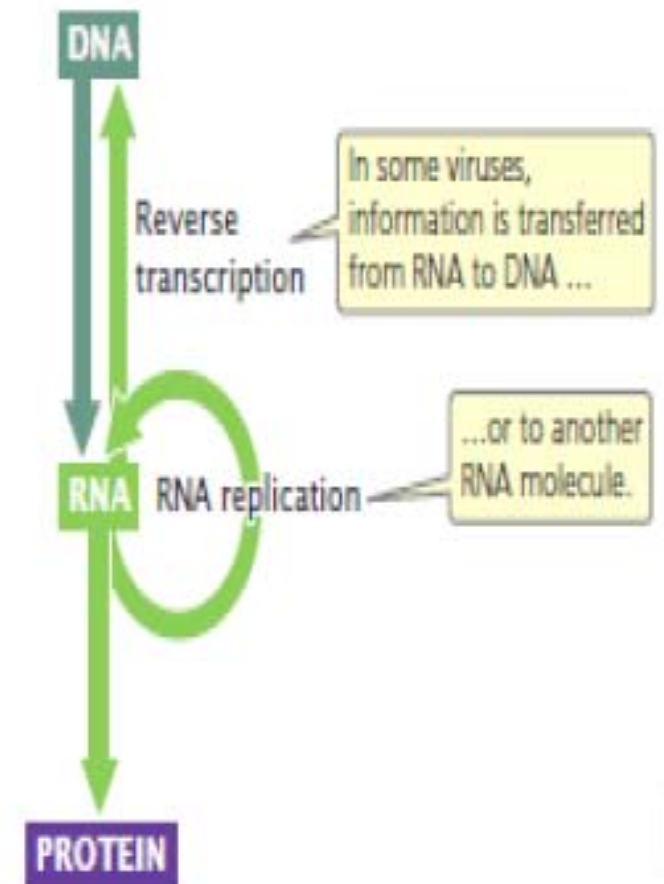 DNA
Reverse
transcription
In some viruses,
information is transferred
from RNA to DNA ...
...or to another
RNA molecule.
RNA
RNA replication
PROTEIN